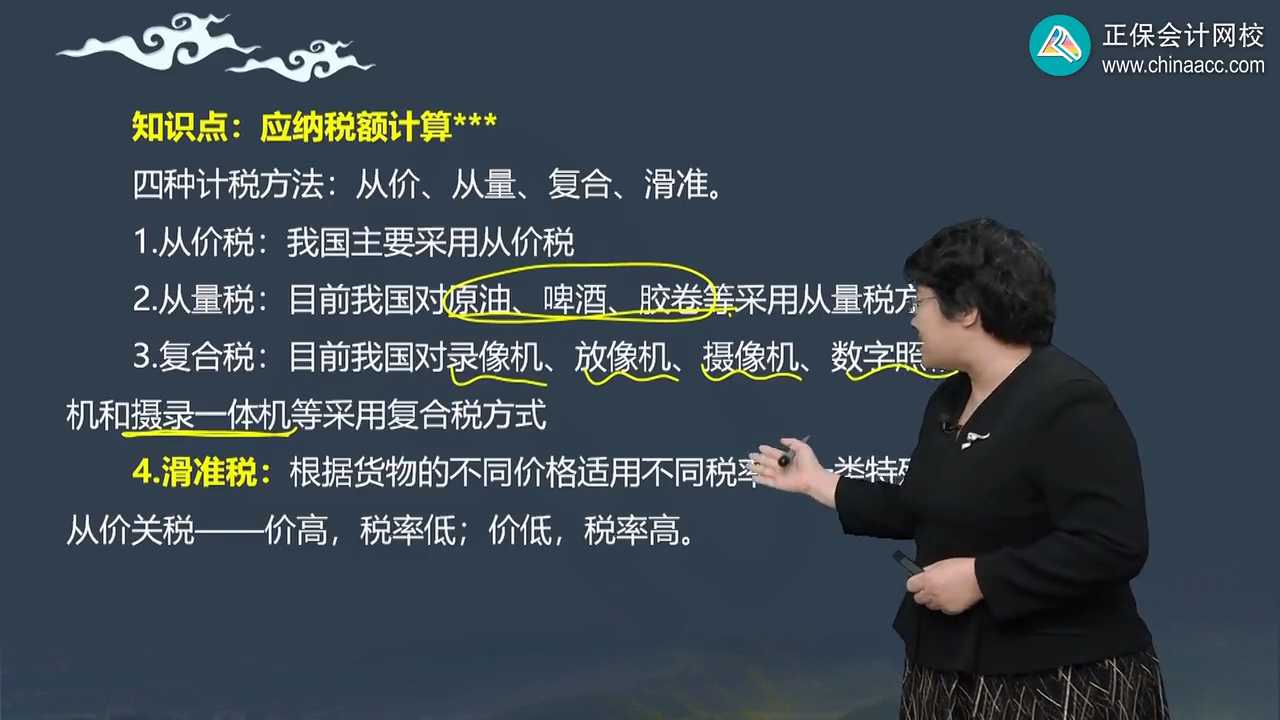 正保会计网校
www.chinaacc.com
知识点：应纳税额计算***
四种计税方法：从价、从量、复合、滑准。
1.从价税：我国主要采用从价税
2.从量税：目前我国对原油、啤酒、胶卷等采用从量税方
3.复合税：目前我国对录像机、放像机、摄像机、数字照
机和摄录一体机等采用复合税方式
4.滑准税：根据货物的不同价格适用不同税率 类特殊
从价关税——价高，税率低；价低，税率高。